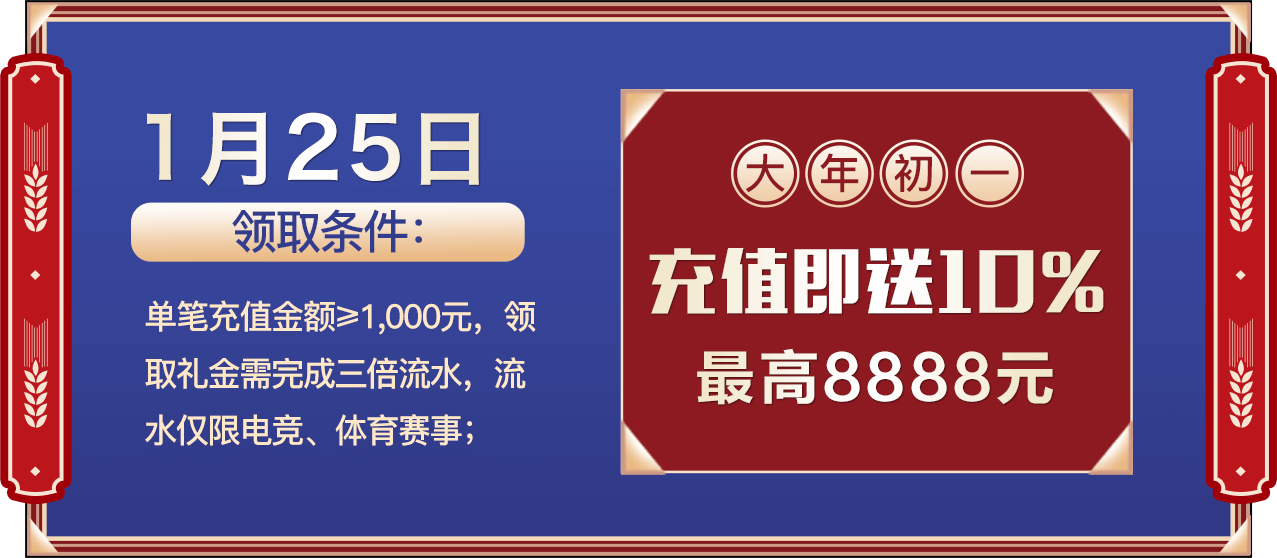 1月25日
领取条件：
单笔充值金额≥1,000元，领
取礼金需完成三倍流水，流
水仅限电竞、体育赛事；
大年初一
充值即送10%
最高8888元